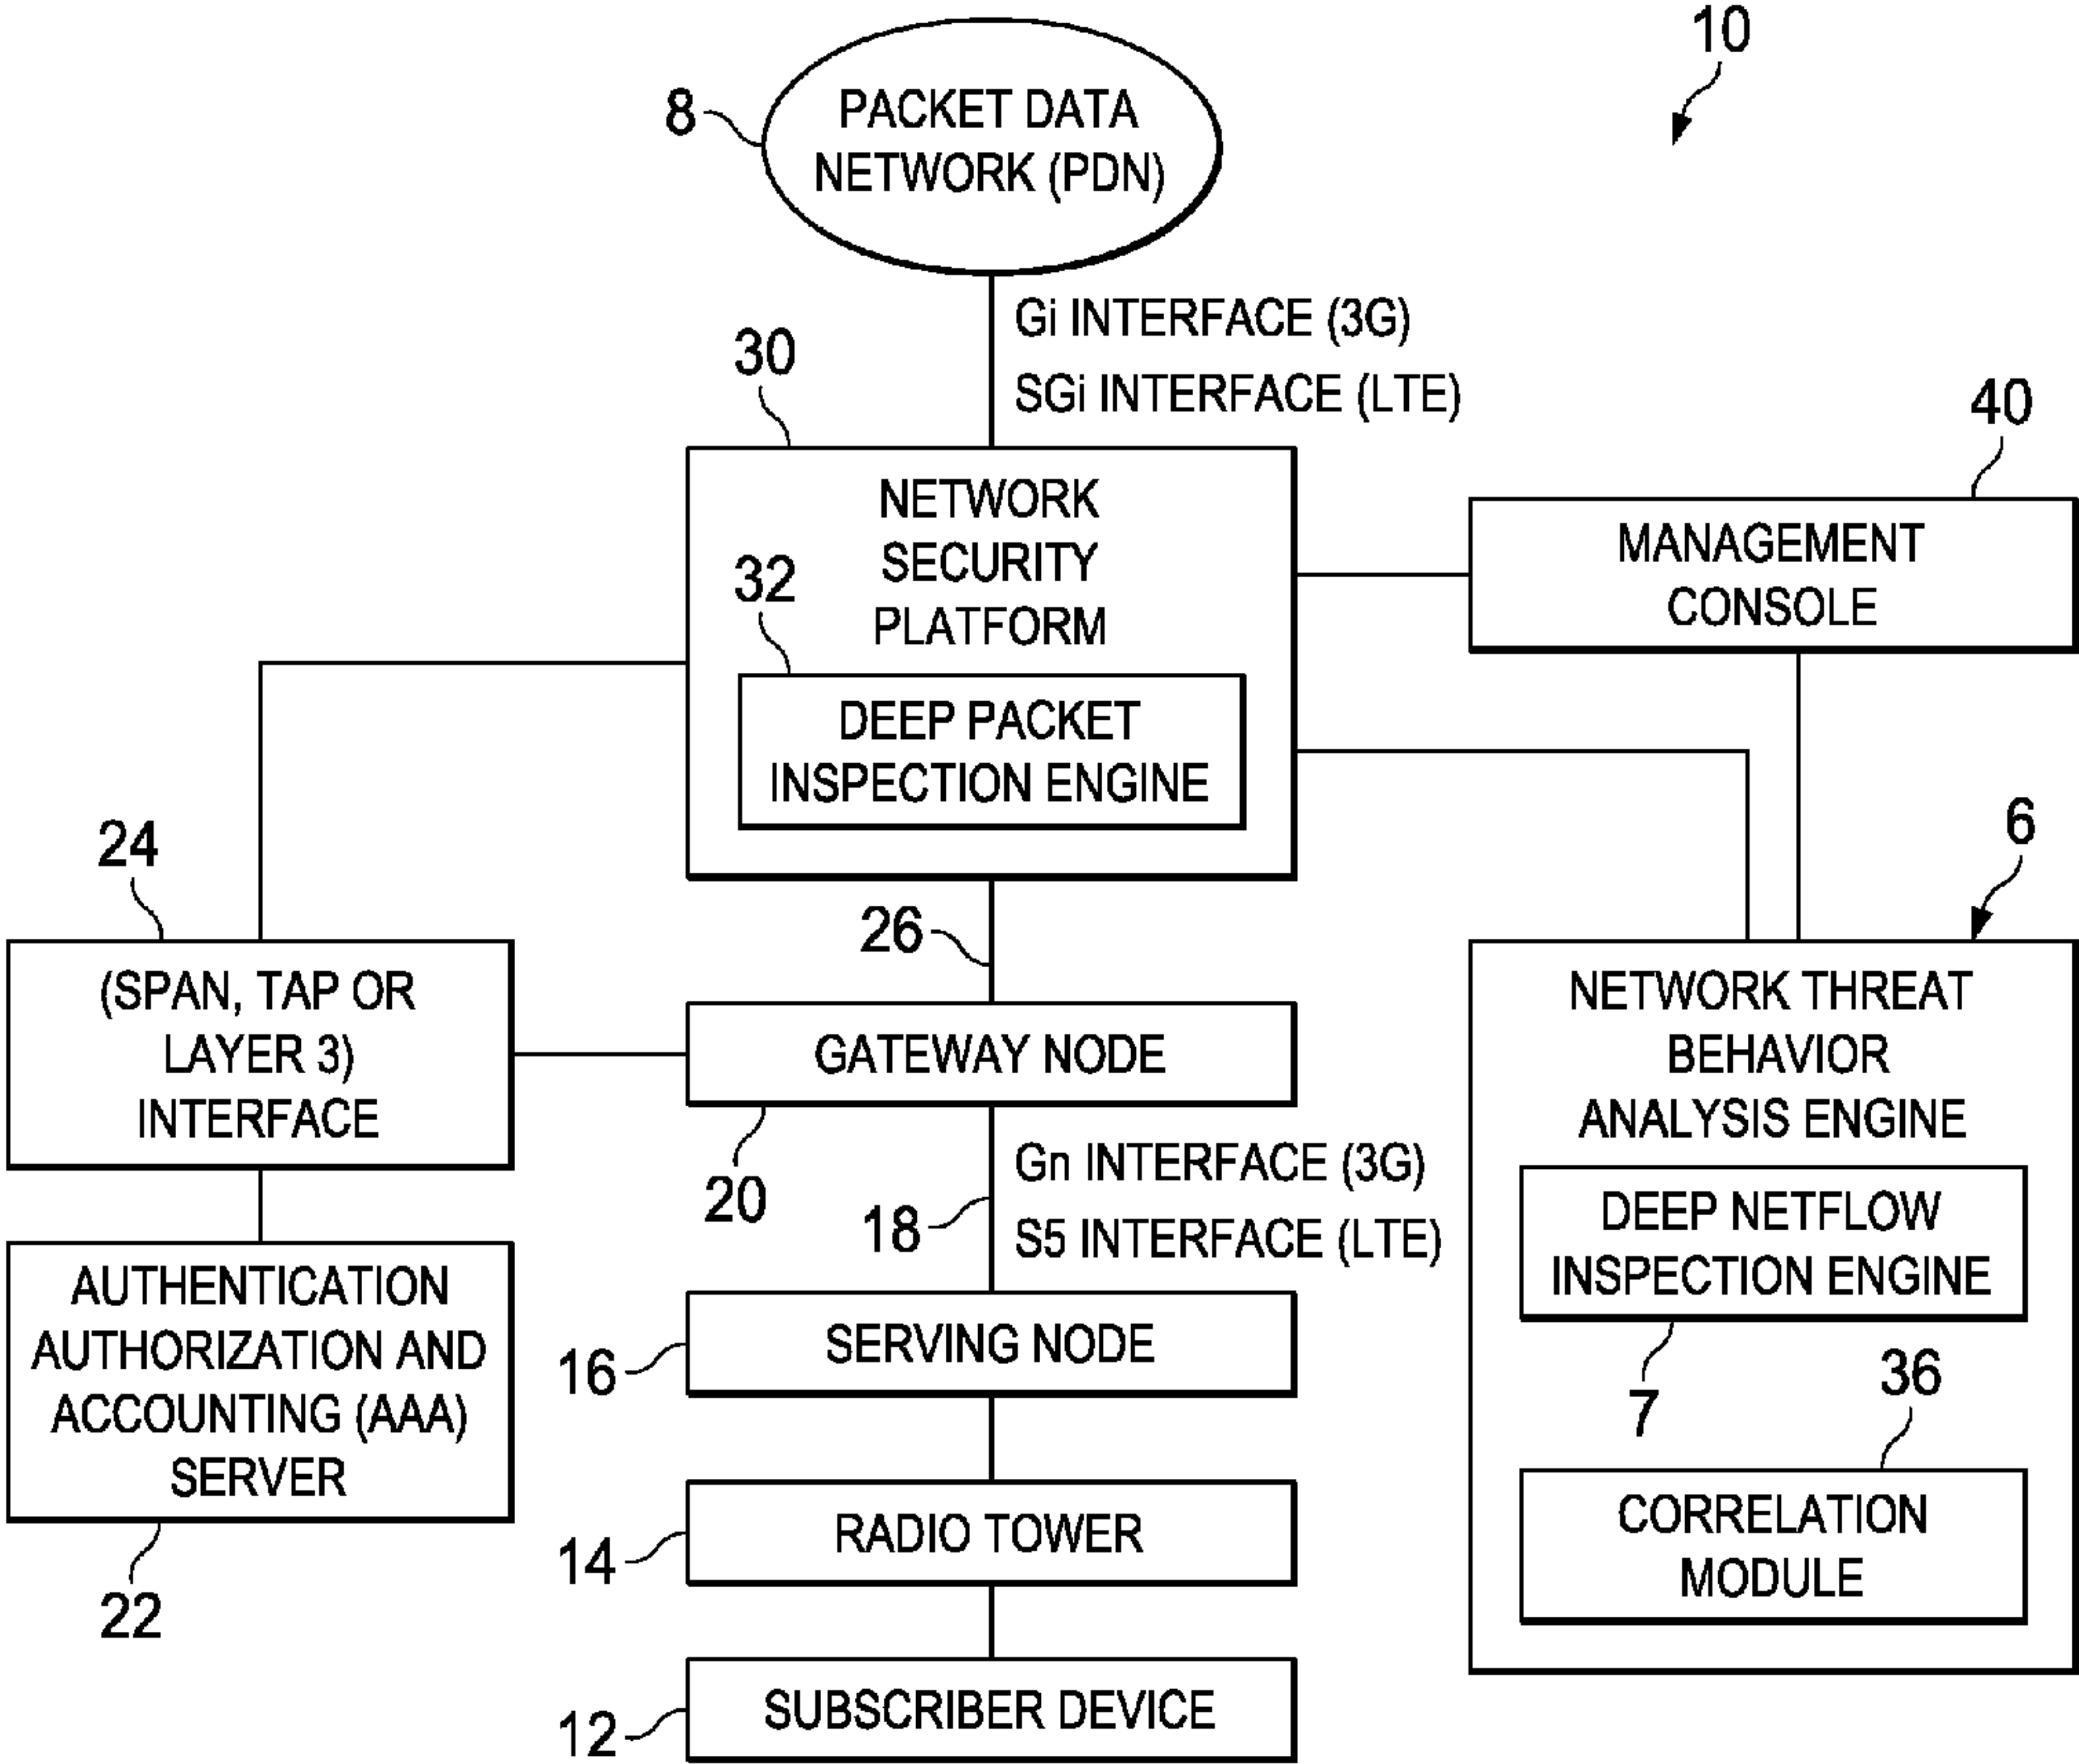 10
8
PACKET DATA
NETWORK (PDN)
Gi INTERFACE (3G)
SGi INTERFACE (LTE)
30
NETWORK
SECURITY
PLATFORM
32
DEEP PACKET
INSPECTION ENGINE
40
MANAGEMENT
CONSOLE
24
(SPAN, TAP OR
LAYER 3)
INTERFACE
26
GATEWAY NODE
20
Gn INTERFACE (3G)
18
S5 INTERFACE (LTE)
6
NETWORK THREAT
BEHAVIOR
ANALYSIS ENGINE
DEEP NETFLOW
INSPECTION ENGINE
7
36
CORRELATION
MODULE
AUTHENTICATION
AUTHORIZATION AND
ACCOUNTING (AAA)
SERVER
22
16
SERVING NODE
14
RADIO TOWER
12
SUBSCRIBER DEVICE